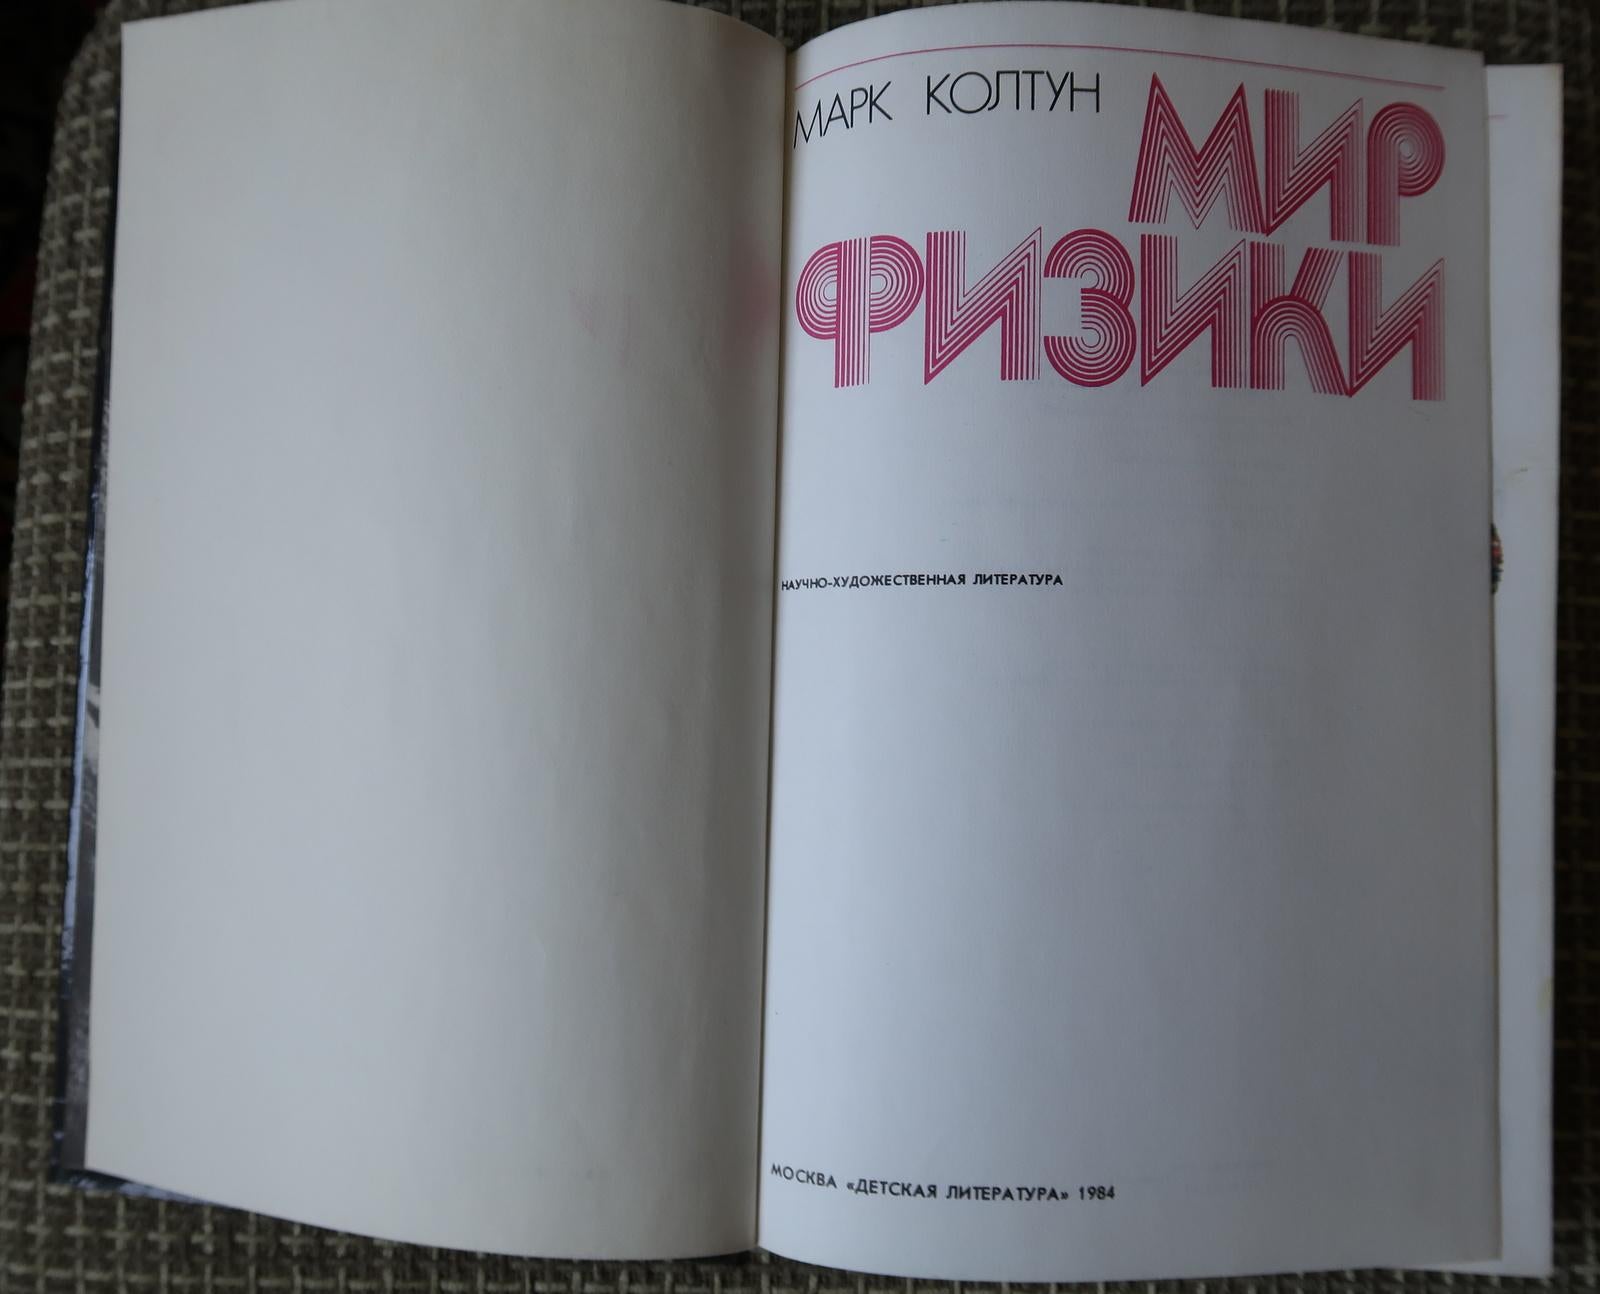 МАРК КОЛТУН
МИР
ФИЗИКИ
НАУЧНО-ХУДОЖЕСТВЕННАЯ ЛИТЕРАТУРА
МОСКВА «ДЕТСКАЯ ЛИТЕРАТУРА» 1984